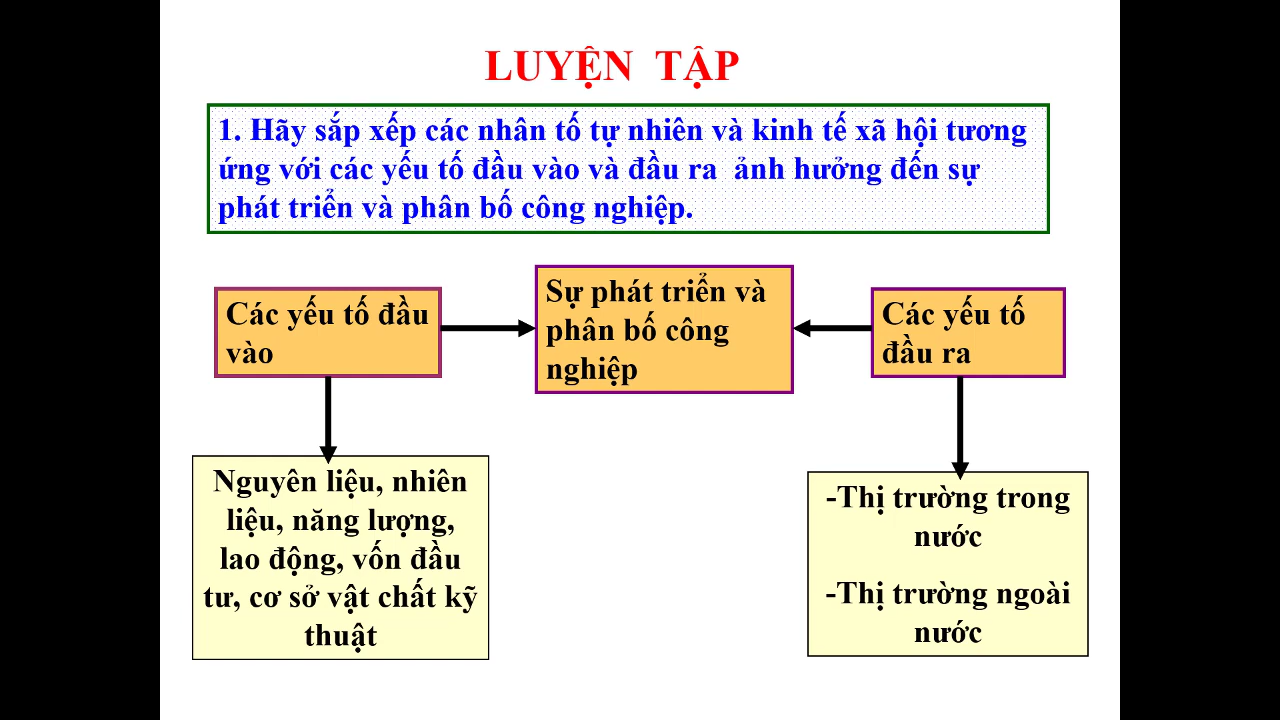 LUYỆN TẬP
1. Hãy sắp xếp các nhân tố tự nhiên và kinh tế xã hội tương
ứng với các yếu tố đầu vào và đầu ra ảnh hưởng đến sự
phát triển và phân bố công nghiệp.
Các yếu tố đầu
vào
Sự phát triển và
phân bố công
nghiệp
Các yếu tố
đầu ra
Nguyên liệu, nhiên
liệu, năng lượng,
lao động, vốn đầu
tư, cơ sở vật chất kỹ
thuật
-Thị trường trong
nước
-Thị trường ngoài
nước